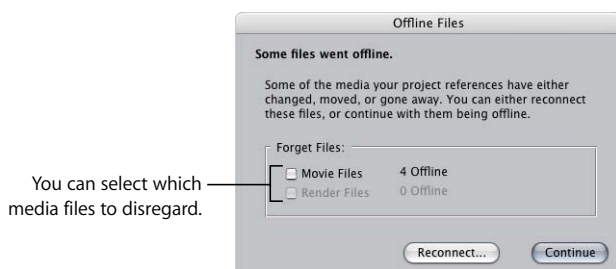 Offline Files
Some files went offline.
Some of the media your project references have either
changed, moved, or gone away. You can either reconnect
these files, or continue with them being offline.
Forget Files:
Movie Files 4 Offline
Render Files 0 Offline
You can select which
media files to disregard.
Reconnect... Continue